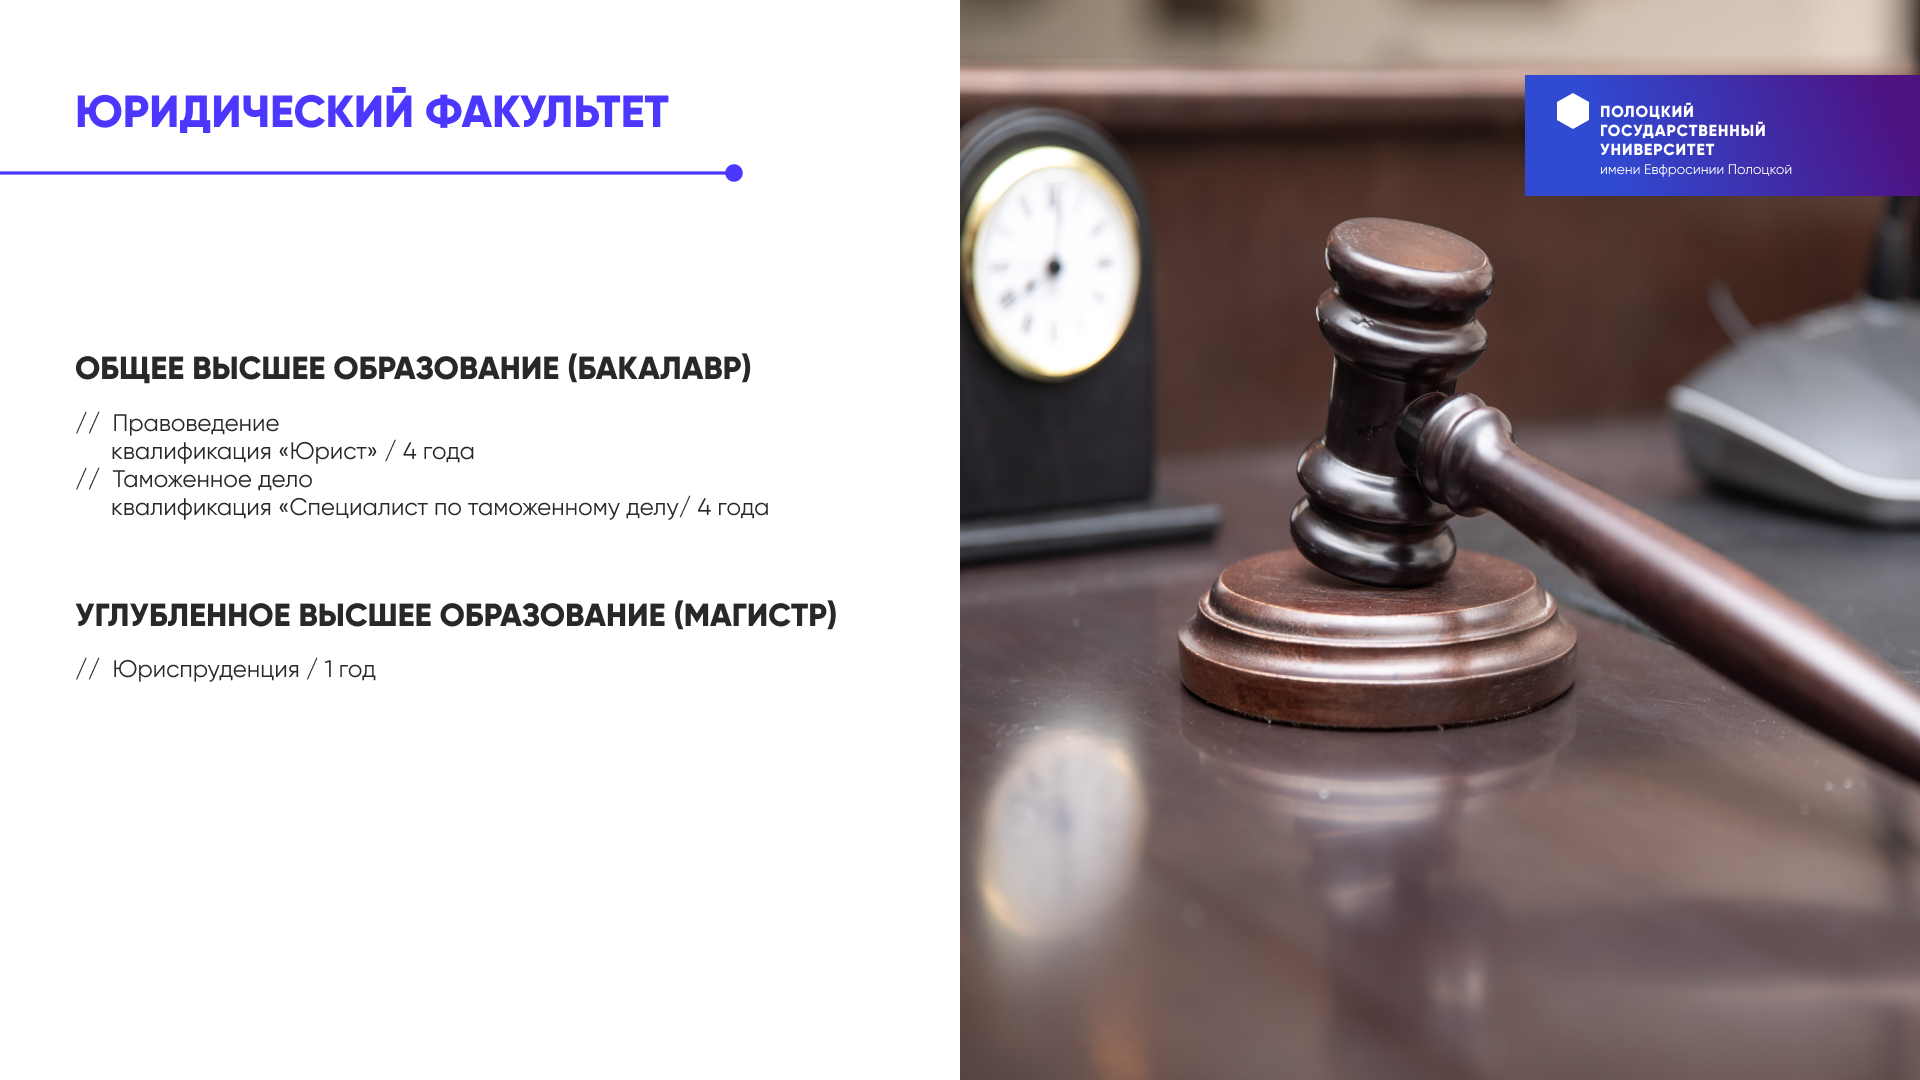 ЮРИДИЧЕСКИЙ ФАКУЛЬТЕТ
ПОЛОЦКИЙ
ГОСУДАРСТВЕННЫЙ
УНИВЕРСИТЕТ
имени Евфросинии Полоцкой
ОБЩЕЕ ВЫСШЕЕ ОБРАЗОВАНИЕ (БАКАЛАВР)
// Правоведение
квалификация «Юрист» / 4 года
// Таможенное дело
квалификация «Специалист по таможенному делу/ 4 года
УГЛУБЛЕННОЕ ВЫСШЕЕ ОБРАЗОВАНИЕ (МАГИСТР)
// Юриспруденция / 1 год